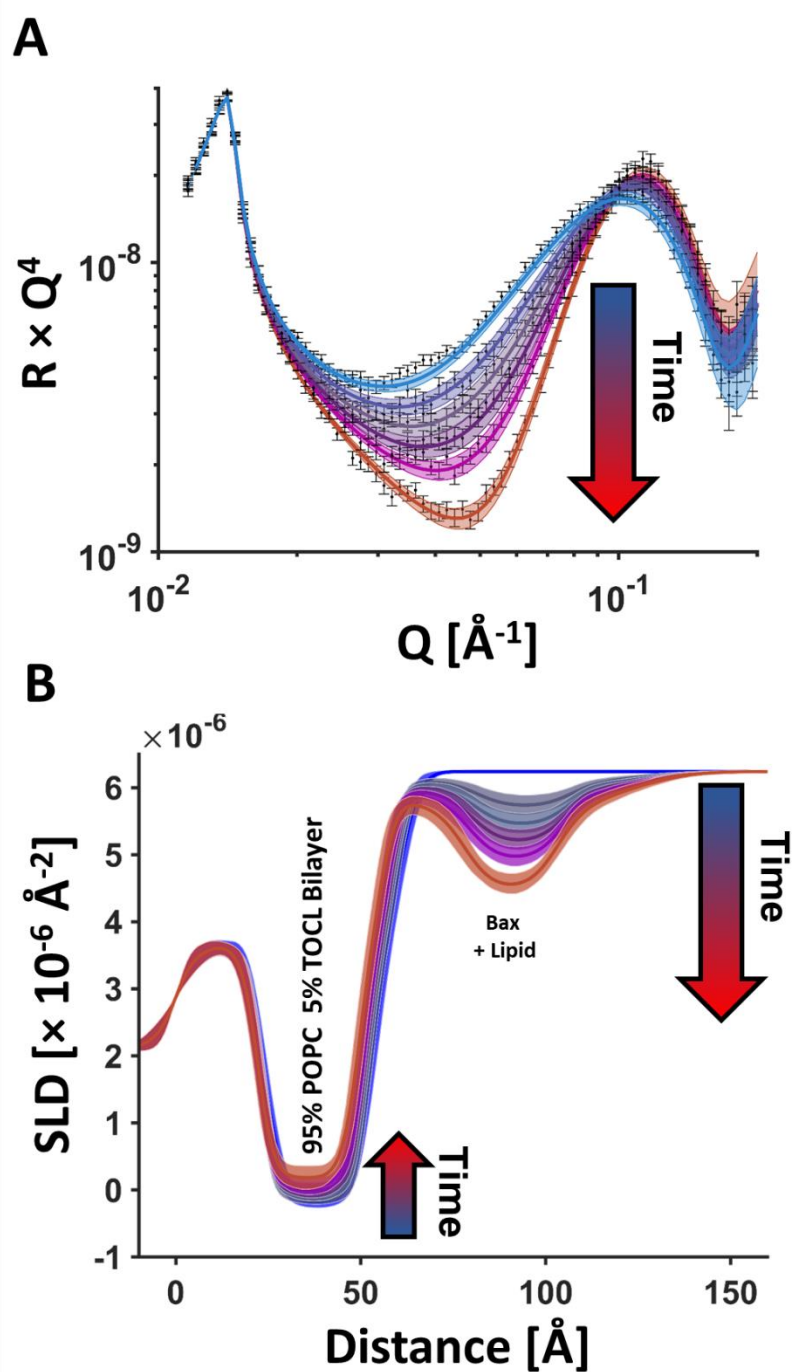 A
R × Q⁴
10⁻⁸
10⁻⁹
Time
10⁻²
10⁻¹
Q [Å⁻¹]
B
×10⁻⁶
SLD [× 10⁻⁶ Å⁻²]
6
5
4
3
2
1
0
-1
95% POPC 5% TOCL Bilayer
Bax
+ Lipid
Time
Time
0
50
100
150
Distance [Å]